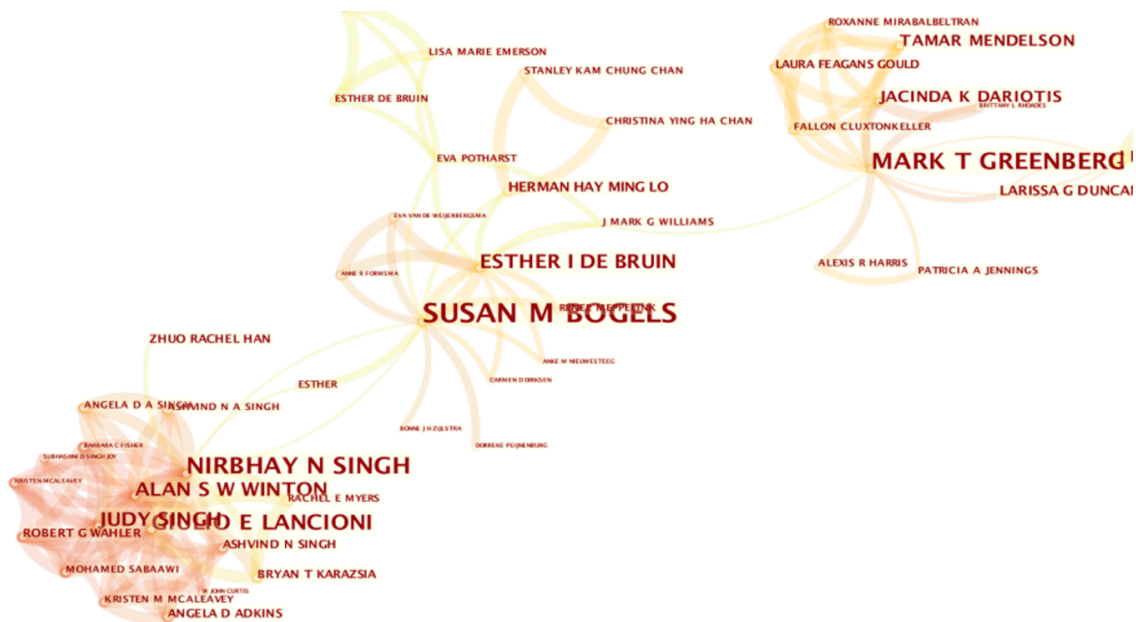 ROXANNE MIRABALBELTRAN
TAMAR MENDELSON
LISA MARIE EMERSON
LAURA FEAGANS GOULD
STANLEY KAM CHUNG CHAN
ESTHER DE BRUIN
JACINDA K DARIOTIS
BRITTANY L RHOADES
CHRISTINA YING HA CHAN
FALLON CLUXTONKELLER
EVA POTHARST
MARK T GREENBERG
HERMAN HAY MING LO
LARISSA G DUNCAN
EVA VAN DE WEIJERBERGSMA
J MARK G WILLIAMS
ESTHER I DE BRUIN
ALEXIS R HARRIS
PATRICIA A JENNINGS
ANNE R FORMSMA
RENEE MEPPELINK
SUSAN M BOGELS
ZHUO RACHEL HAN
ANKE M NIEUWESTEEG
CARMEN D DIRKSEN
ESTHER
ANGELA D A SINGH
ASHVIND N A SINGH
BONNE J H ZIJLSTRA
DORREKE PEIJNENBURG
BARBARA C FISHER
SUBHASHNI D SINGH JOY
NIRBHAY N SINGH
KRISTEN MCALEAVEY
ALAN S W WINTON
RACHEL E MYERS
JUDY SINGH
GIULIO E LANCIONI
ROBERT G WAHLER
ASHVIND N SINGH
MOHAMED SABAAWI
BRYAN T KARAZSIA
W JOHN CURTIS
KRISTEN M MCALEAVEY
ANGELA D ADKINS